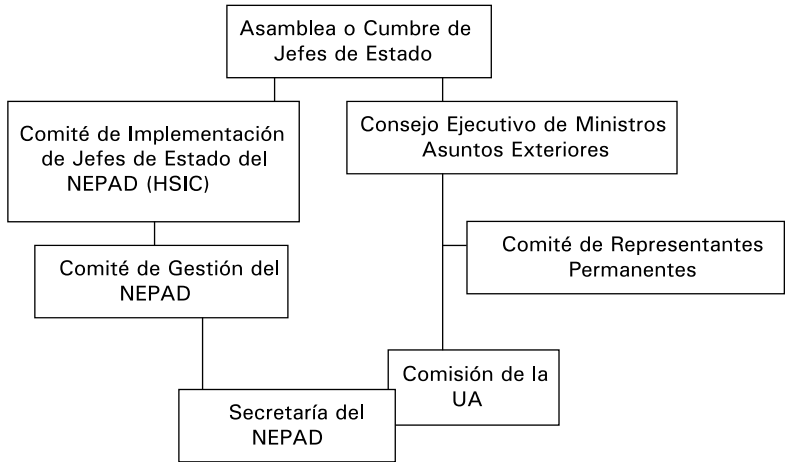 Asamblea o Cumbre de
Jefes de Estado
Comité de Implementación
de Jefes de Estado del
NEPAD (HSIC)
Consejo Ejecutivo de Ministros
Asuntos Exteriores
Comité de Representantes
Permanentes
Comité de Gestión del
NEPAD
Comisión de la
UA
Secretaría del
NEPAD